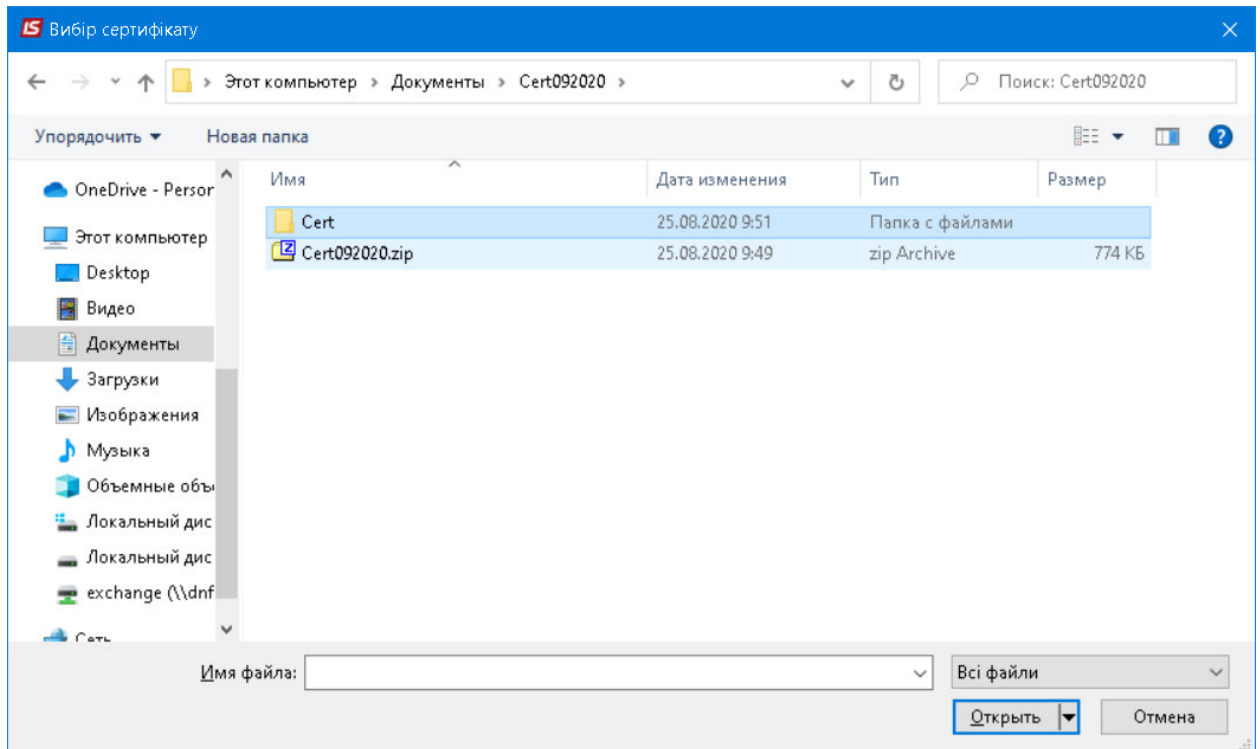 Вибір сертифікату
Этот компьютер > Документы > Cert092020 >
Поиск: Cert092020
Упорядочить Новая папка
Имя Дата изменения Тип Размер
OneDrive - Person
Этот компьютер
Desktop
Видео
Документы
Загрузки
Изображения
Музыка
Объемные объ
Локальный дис
Локальный дис
exchange (\\dnf
Сеть
Cert 25.08.2020 9:51 Папка с файлами
Cert092020.zip 25.08.2020 9:49 zip Archive 774 КБ
Имя файла:
Всі файли
Открыть Отмена